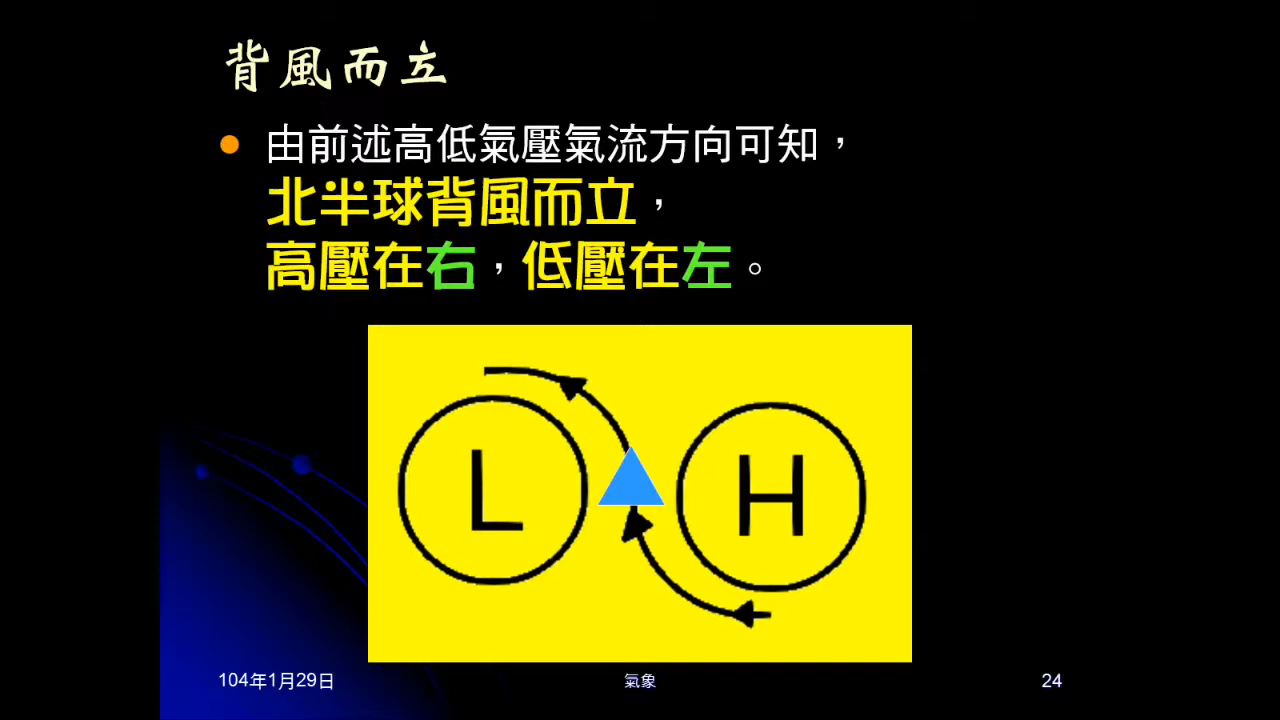 背風而立
由前述高低氣壓氣流方向可知，
北半球背風而立，
高壓在右，低壓在左。
L
H
104年1月29日
氣象
24